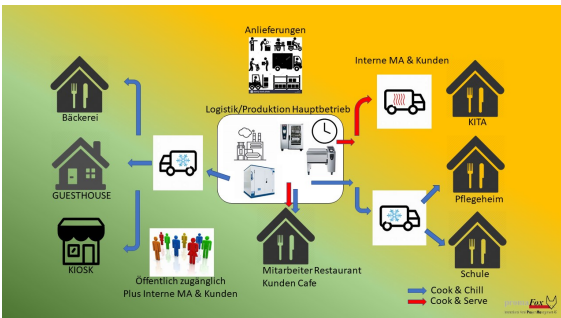 Anlieferungen
Interne MA & Kunden
Bäckerei
Logistik/Produktion Hauptbetrieb
KITA
GUESTHOUSE
Pflegeheim
KIOSK
Öffentlich zugänglich
Plus Interne MA & Kunden
Mitarbeiter Restaurant
Kunden Cafe
Schule
Cook & Chill
Cook & Serve
Fox